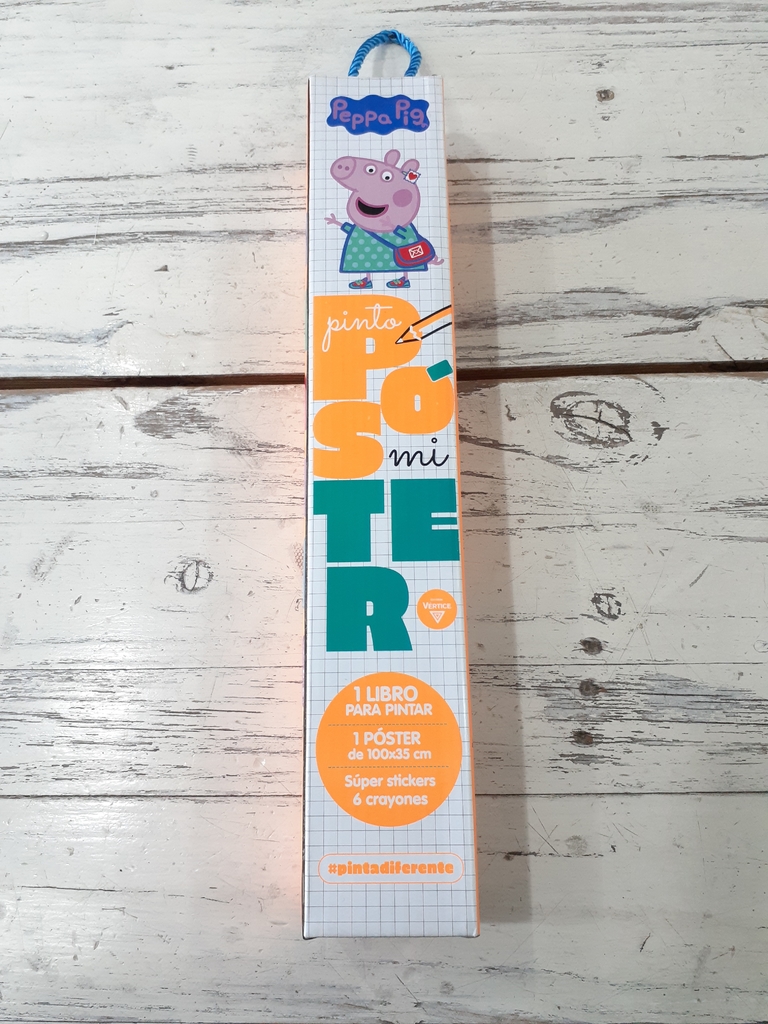 Peppa Pig
pinto
PÓS
mi
TER
VÉRTICE
1 LIBRO
PARA PINTAR
1 PÓSTER
de 100x35 cm
Súper stickers
6 crayones
#pintadiferente